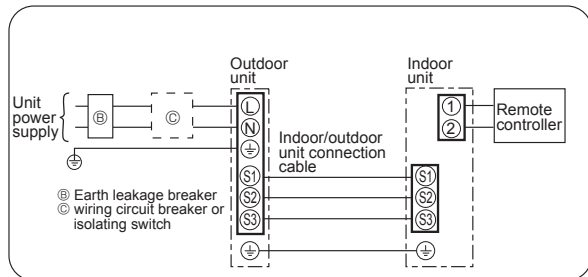 Outdoor
unit
Indoor
unit
Unit
power
supply
Ⓑ
Ⓒ
L
N
1
2
Remote
controller
Indoor/outdoor
unit connection
cable
S1
S2
S3
S1
S2
S3
Ⓑ Earth leakage breaker
Ⓒ wiring circuit breaker or
isolating switch